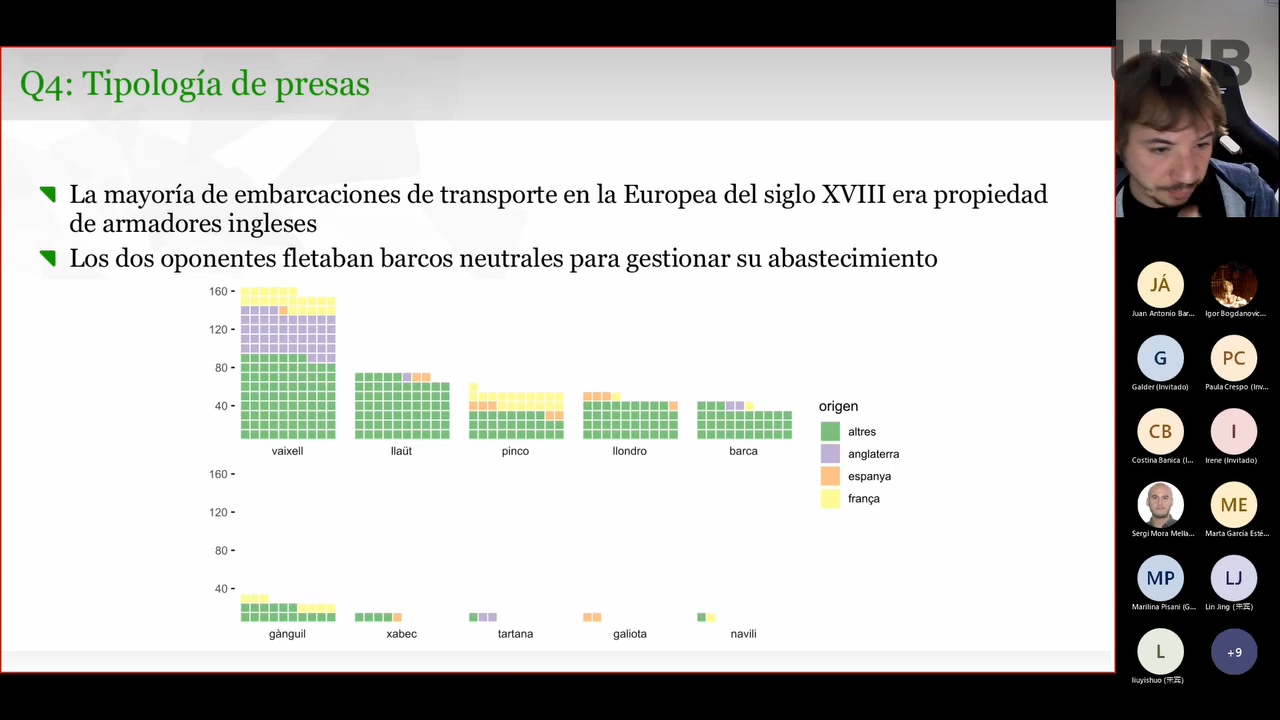 Q4: Tipología de presas
La mayoría de embarcaciones de transporte en la Europea del siglo XVIII era propiedad
de armadores ingleses
Los dos oponentes fletaban barcos neutrales para gestionar su abastecimiento
160
120
80
40
vaixell
llaüt
pinco
llondro
barca
origen
altres
anglaterra
espanya
frança
160
120
80
40
gànguil
xabec
tartana
galiota
navili
UAB
JÁ
Juan Antonio Bar...
Igor Bogdanovic...
G
Galder (Invitado)
PC
Paula Crespo (Inv...
CB
Costina Banica (I...
I
Irene (Invitado)
Sergi Mora Mella...
ME
Marta García Esté...
MP
Marilina Pisani (G...
LJ
Lin Jing (来宾)
L
liuyishuo (来宾)
+9